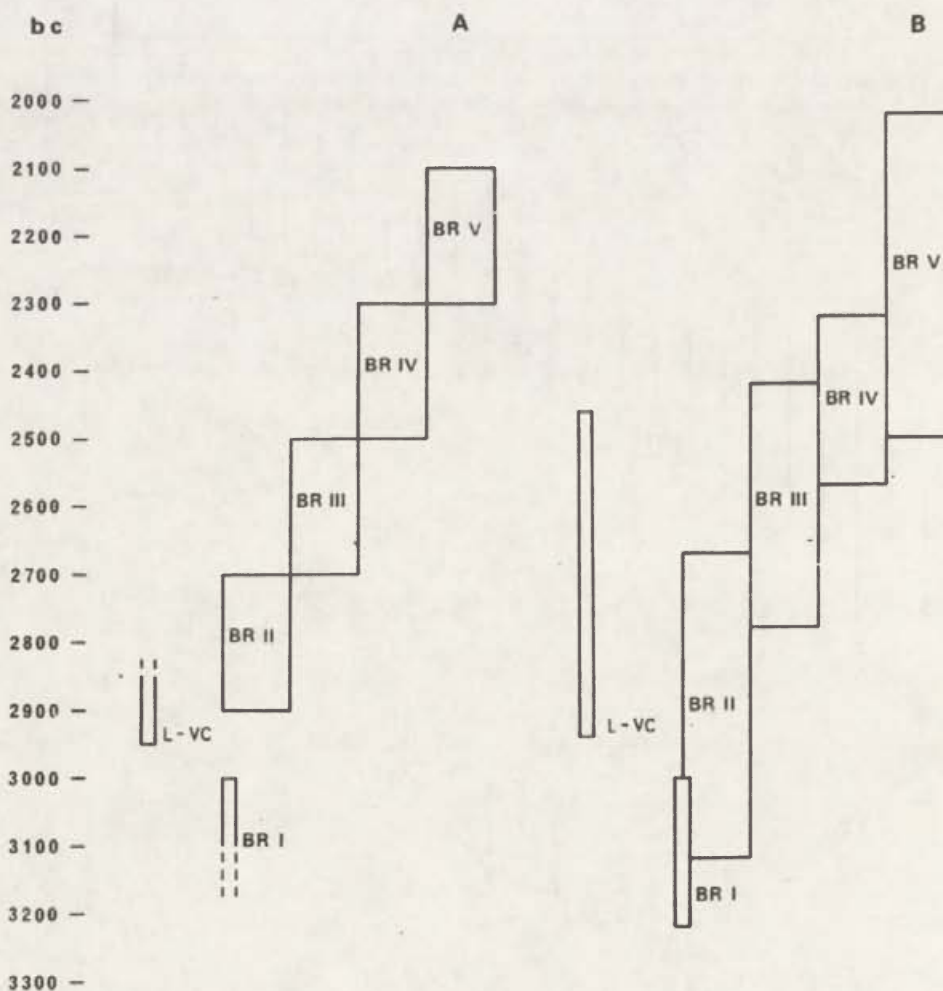 bc A B
2000 —
2100 —
2200 — BR V
BR V
2300 —
2400 — BR IV
BR IV
2500 —
2600 — BR III BR III
2700 —
2800 — BR II
2900 — BR II
L-VC L-VC
3000 —
3100 — BR I
3200 — BR I
3300 —